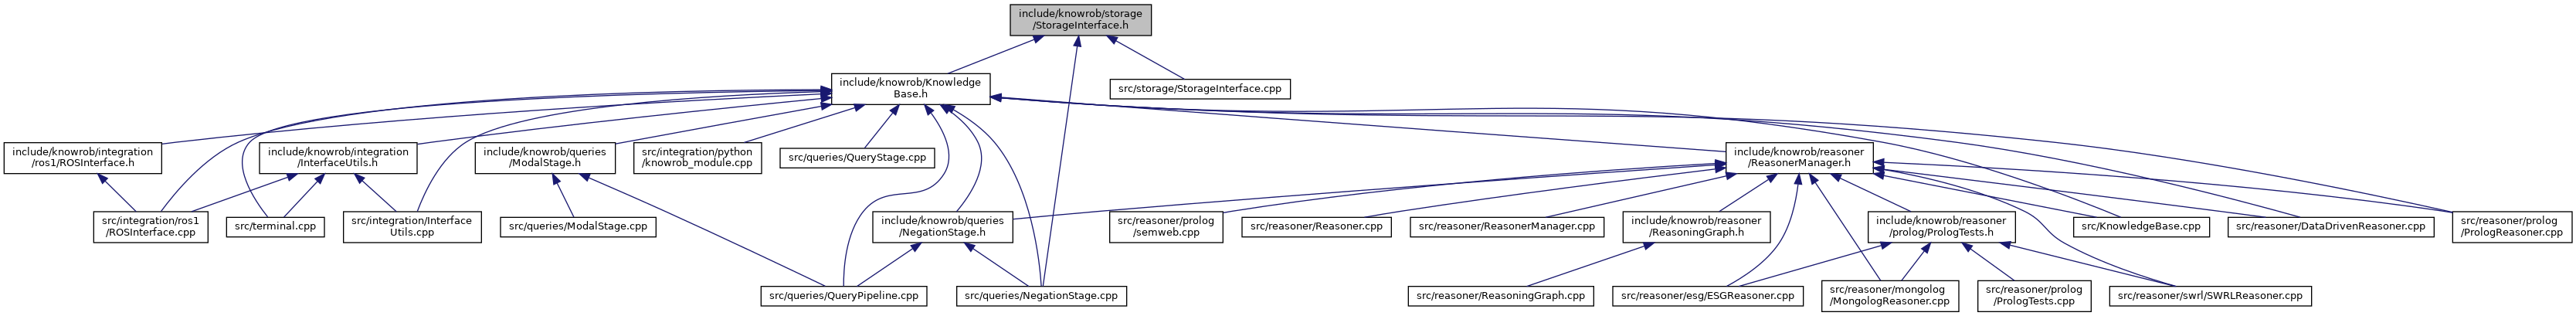 include/knowrob/storage
/StorageInterface.h
include/knowrob/Knowledge
Base.h
src/storage/StorageInterface.cpp
include/knowrob/integration
/ros1/ROSInterface.h
include/knowrob/integration
/InterfaceUtils.h
include/knowrob/queries
/ModalStage.h
src/integration/python
/knowrob_module.cpp
src/queries/QueryStage.cpp
include/knowrob/reasoner
/ReasonerManager.h
src/integration/ros1
/ROSInterface.cpp
src/terminal.cpp
src/integration/Interface
Utils.cpp
src/queries/ModalStage.cpp
include/knowrob/queries
/NegationStage.h
src/reasoner/prolog
/semweb.cpp
src/reasoner/Reasoner.cpp
src/reasoner/ReasonerManager.cpp
include/knowrob/reasoner
/ReasoningGraph.h
include/knowrob/reasoner
/prolog/PrologTests.h
src/KnowledgeBase.cpp
src/reasoner/DataDrivenReasoner.cpp
src/reasoner/prolog
/PrologReasoner.cpp
src/queries/QueryPipeline.cpp
src/queries/NegationStage.cpp
src/reasoner/ReasoningGraph.cpp
src/reasoner/esg/ESGReasoner.cpp
src/reasoner/mongolog
/MongologReasoner.cpp
src/reasoner/prolog
/PrologTests.cpp
src/reasoner/swrl/SWRLReasoner.cpp